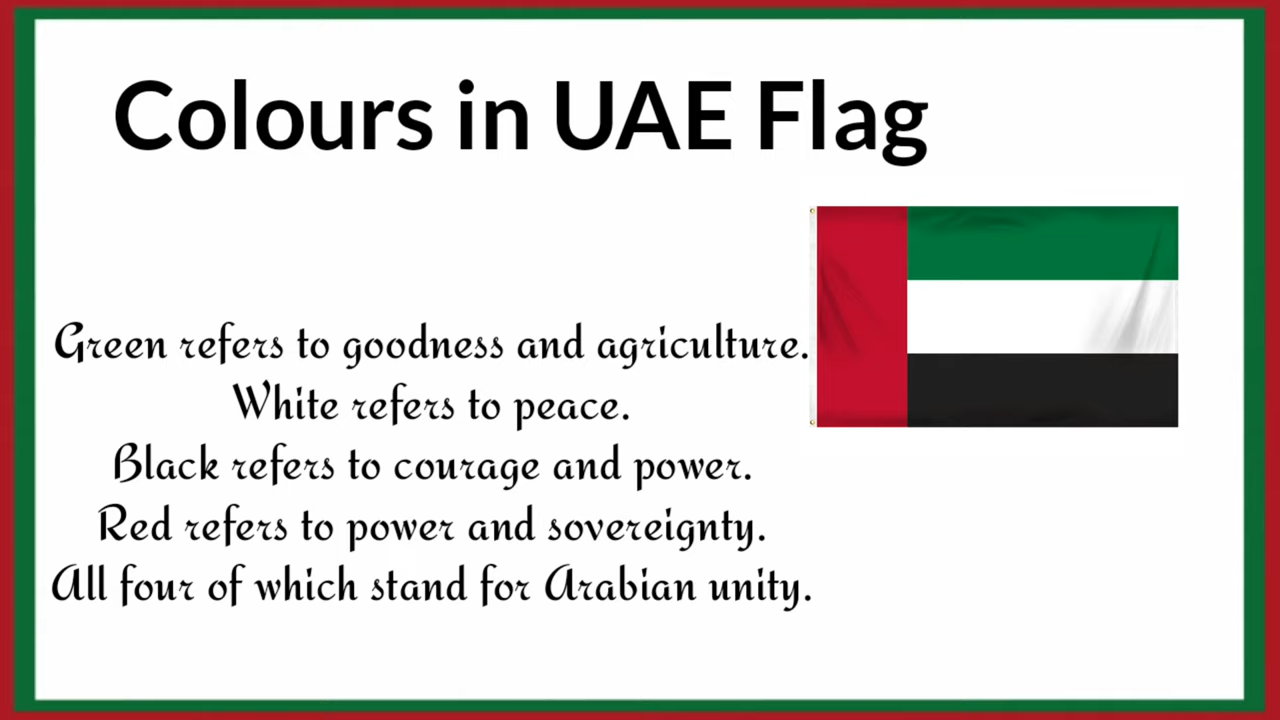 Colours in UAE Flag
Green refers to goodness and agriculture.
White refers to peace.
Black refers to courage and power.
Red refers to power and sovereignty.
All four of which stand for Arabian unity.